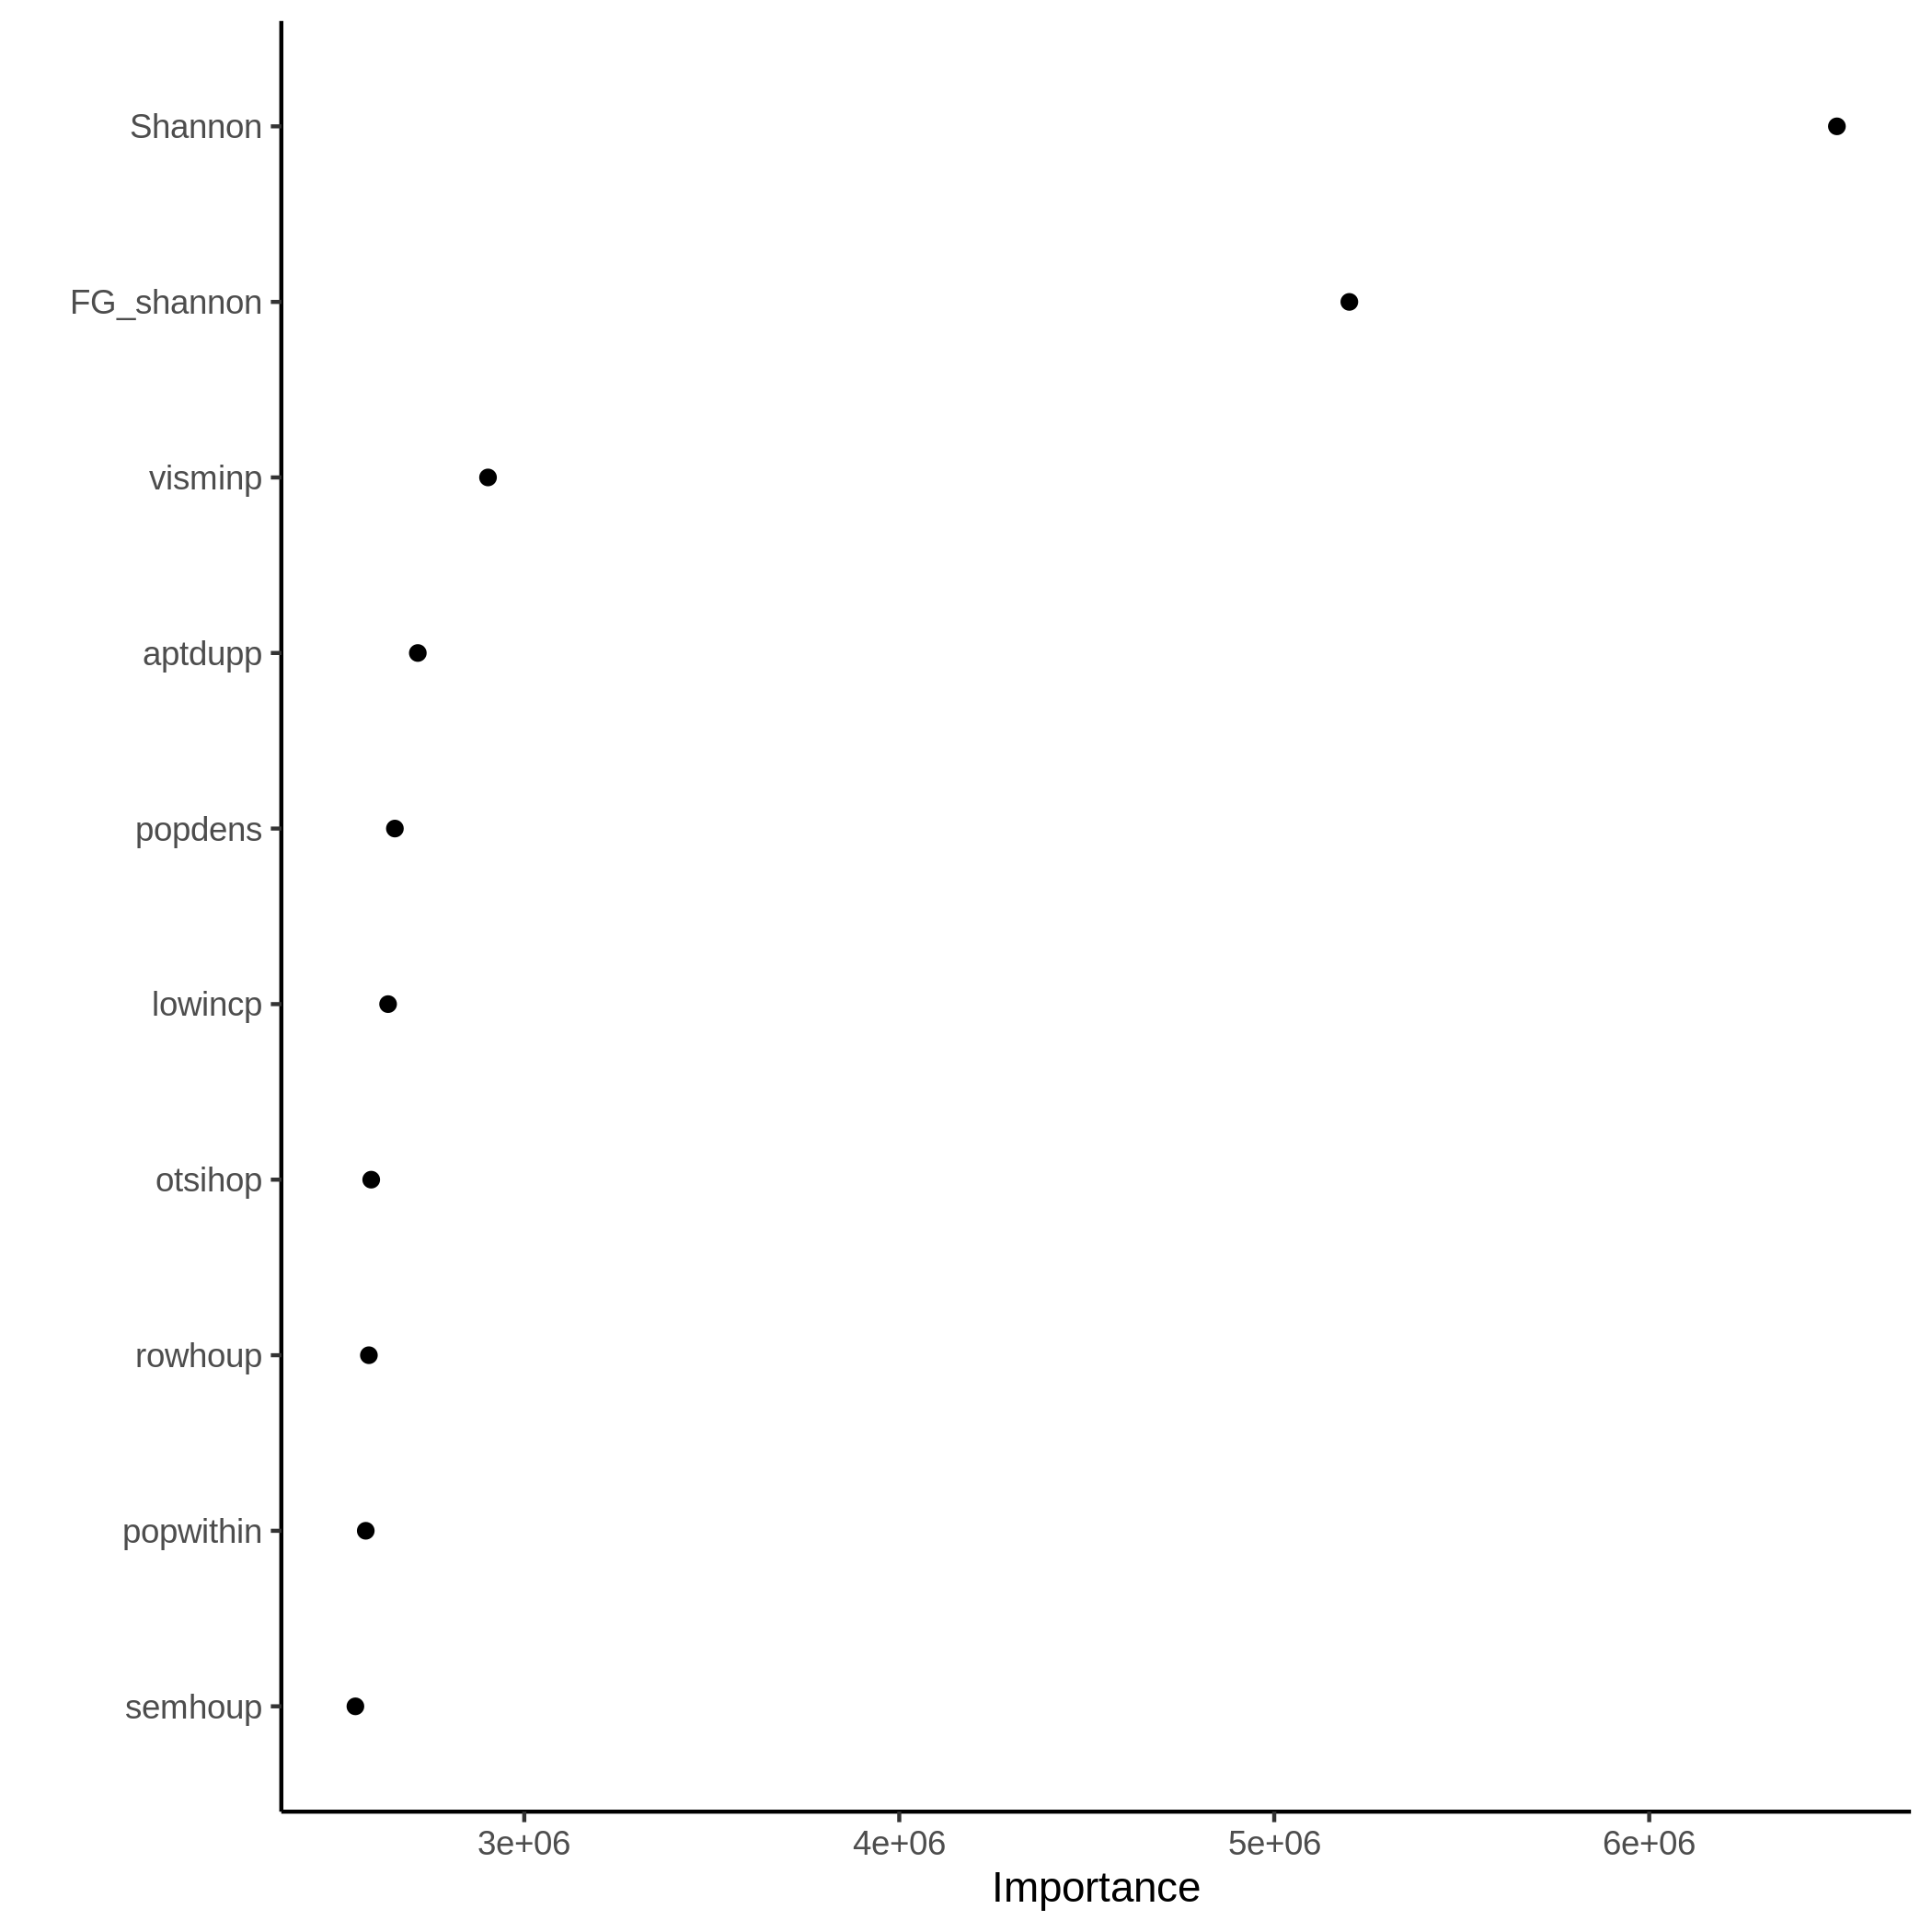 Shannon
FG_shannon
visminp
aptdupp
popdens
lowincp
otsihop
rowhoup
popwithin
semhoup
3e+06 4e+06 5e+06 6e+06
Importance